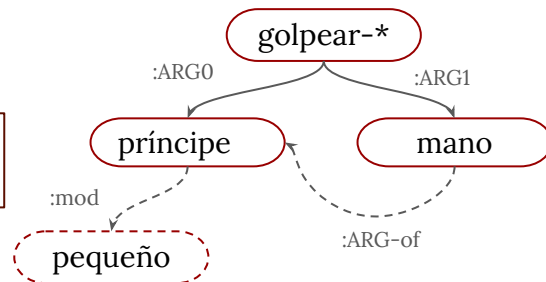 golpear-*
:ARG0
:ARG1
príncipe
mano
:mod
:ARG-of
pequeño